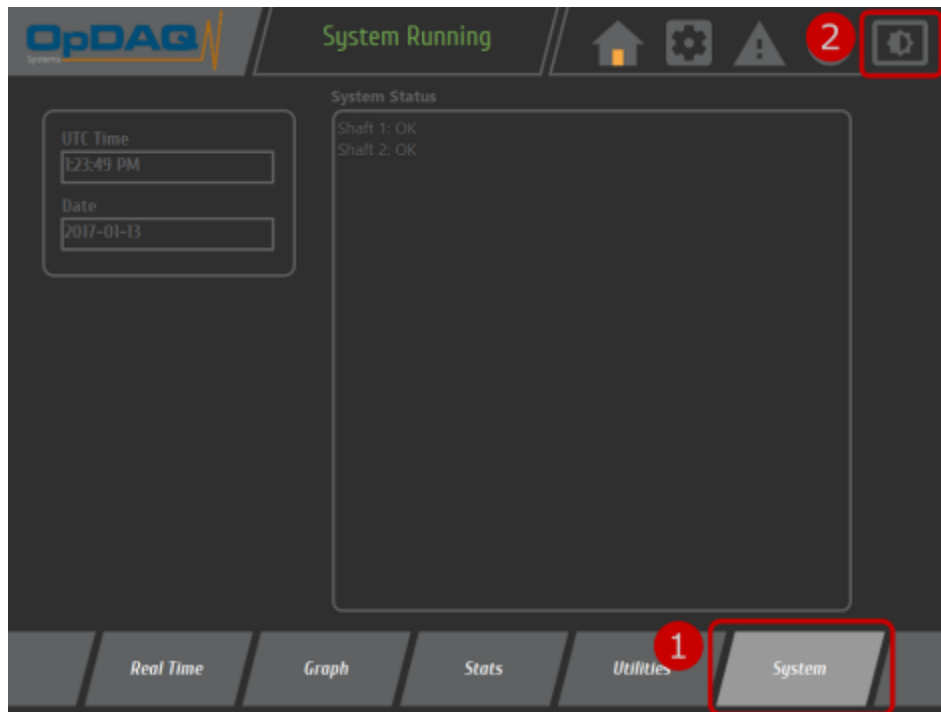 OpDAQ
Systems
System Running
2
System Status
Shaft 1: OK
Shaft 2: OK
UTC Time
1:23:49 PM
Date
2017-01-13
1
Real Time
Graph
Stats
Utilities
System